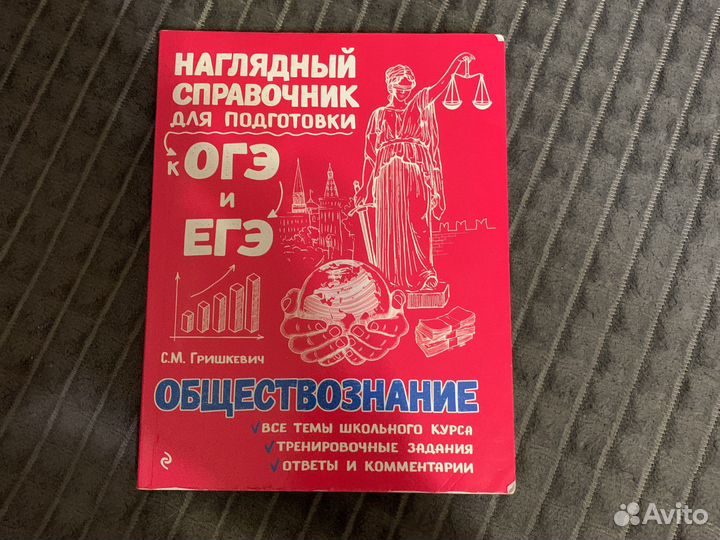 НАГЛЯДНЫЙ
СПРАВОЧНИК
ДЛЯ ПОДГОТОВКИ
К ОГЭ
И
ЕГЭ
С.М. ГРИШКЕВИЧ
ОБЩЕСТВОЗНАНИЕ
ВСЕ ТЕМЫ ШКОЛЬНОГО КУРСА
ТРЕНИРОВОЧНЫЕ ЗАДАНИЯ
ОТВЕТЫ И КОММЕНТАРИИ
Avito